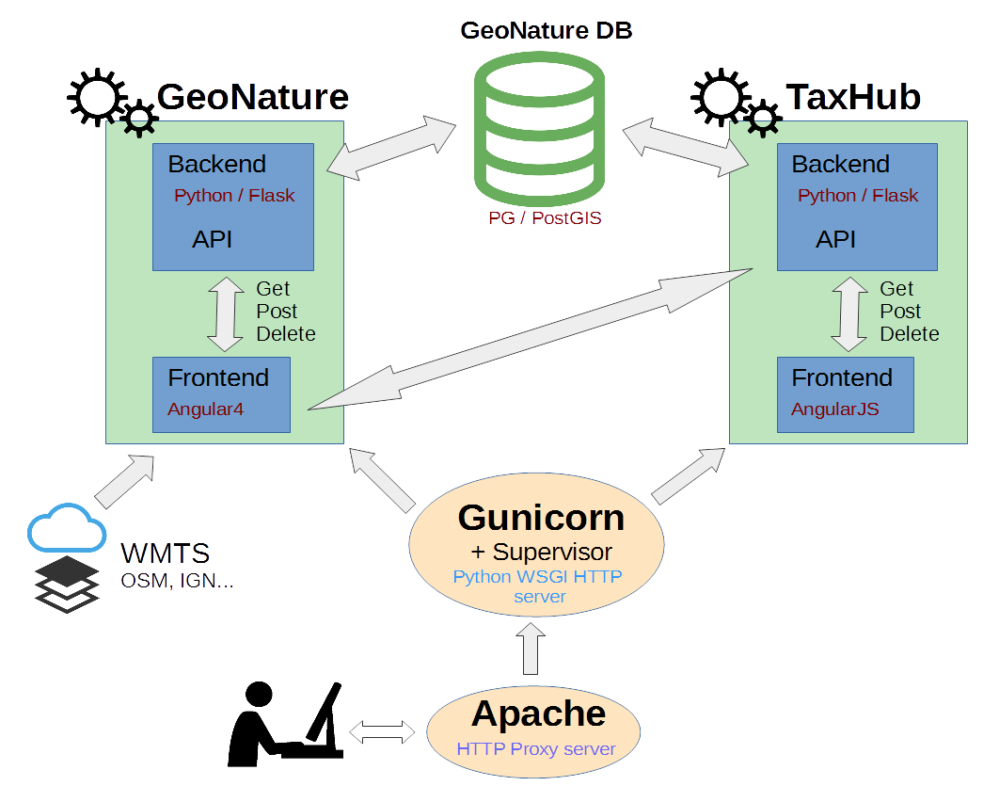 GeoNature DB
GeoNature
TaxHub
Backend
Python / Flask
API
Get
Post
Delete
Frontend
Angular4
PG / PostGIS
Backend
Python / Flask
API
Get
Post
Delete
Frontend
AngularJS
WMTS
OSM, IGN...
Gunicorn
+ Supervisor
Python WSGI HTTP
server
Apache
HTTP Proxy server